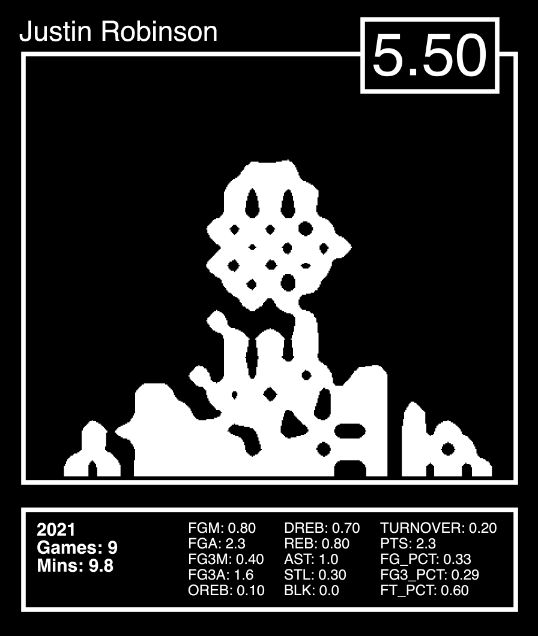 Justin Robinson
5.50
2021
Games: 9
Mins: 9.8
FGM: 0.80
FGA: 2.3
FG3M: 0.40
FG3A: 1.6
OREB: 0.10
DREB: 0.70
REB: 0.80
AST: 1.0
STL: 0.30
BLK: 0.0
TURNOVER: 0.20
PTS: 2.3
FG_PCT: 0.33
FG3_PCT: 0.29
FT_PCT: 0.60